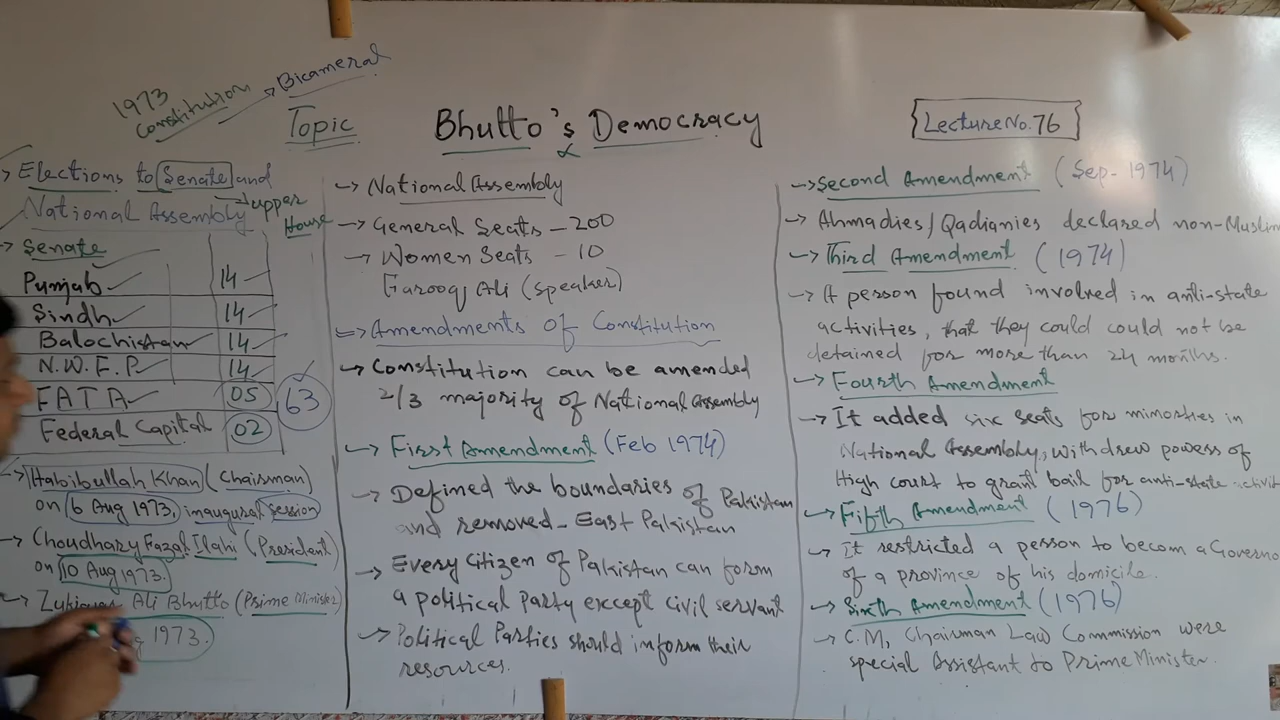 1973
Constitution → Bicameral
Topic
Bhutto's Democracy
Lecture No. 76
→ Elections to Senate and
National Assembly → upper
House
→ Senate
Punjab 14
Sindh 14
Balochistan 14
N.W.F.P 14
FATA 05
Federal Capital 02
63
→ Habibullah Khan (Chairman)
on 6 Aug 1973, inaugural session
→ Choudhary Fazal Ilahi (President)
on 10 Aug 1973.
→ Ali Bhutto (Prime Minister)
1973.
→ National Assembly
→ General Seats - 200
→ Women Seats - 10
Farooq Ali (speaker)
→ Amendments of Constitution
→ Constitution can be amended
2/3 majority of National Assembly
→ First Amendment (Feb 1974)
→ Defined the boundaries of Pakistan
and removed - East Pakistan
→ Every Citizen of Pakistan can form
a political party except civil servant
→ Political Parties should inform their
resources.
→ Second Amendment (Sep - 1974)
→ Ahmadies/Qadianies declared non-Muslim
→ Third Amendment (1974)
→ A person found involved in anti-state
activities, that they could could not be
detained for more than 24 months.
→ Fourth Amendment
→ It added six seats for minorties in
National Assembly, withdrew powers of
High court to grant bail for anti-state activit
→ Fifth Amendment (1976)
→ It restricted a person to becom a Governo
of a province of his domicile.
→ Sixth Amendment (1976)
→ C.M, Chairman Law Commission were
special Assistant to Prime Minister.